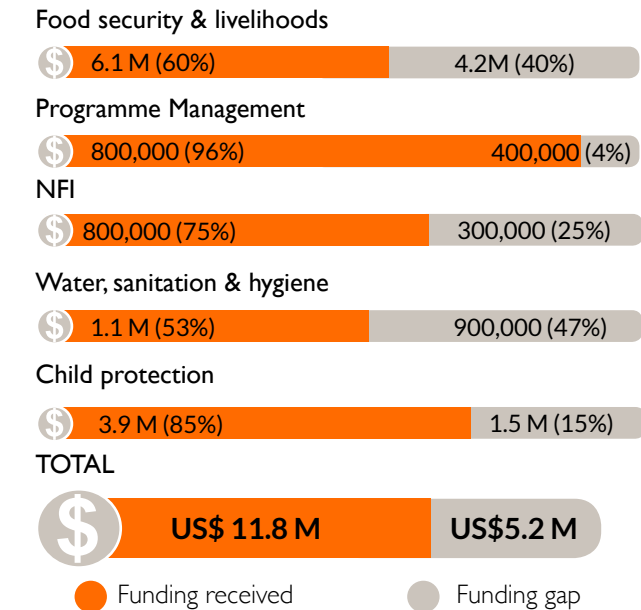 Food security & livelihoods
$ 6.1 M (60%) 4.2M (40%)
Programme Management
$ 800,000 (96%) 400,000 (4%)
NFI
$ 800,000 (75%) 300,000 (25%)
Water, sanitation & hygiene
$ 1.1 M (53%) 900,000 (47%)
Child protection
$ 3.9 M (85%) 1.5 M (15%)
TOTAL
$ US$ 11.8 M US$5.2 M
Funding received Funding gap